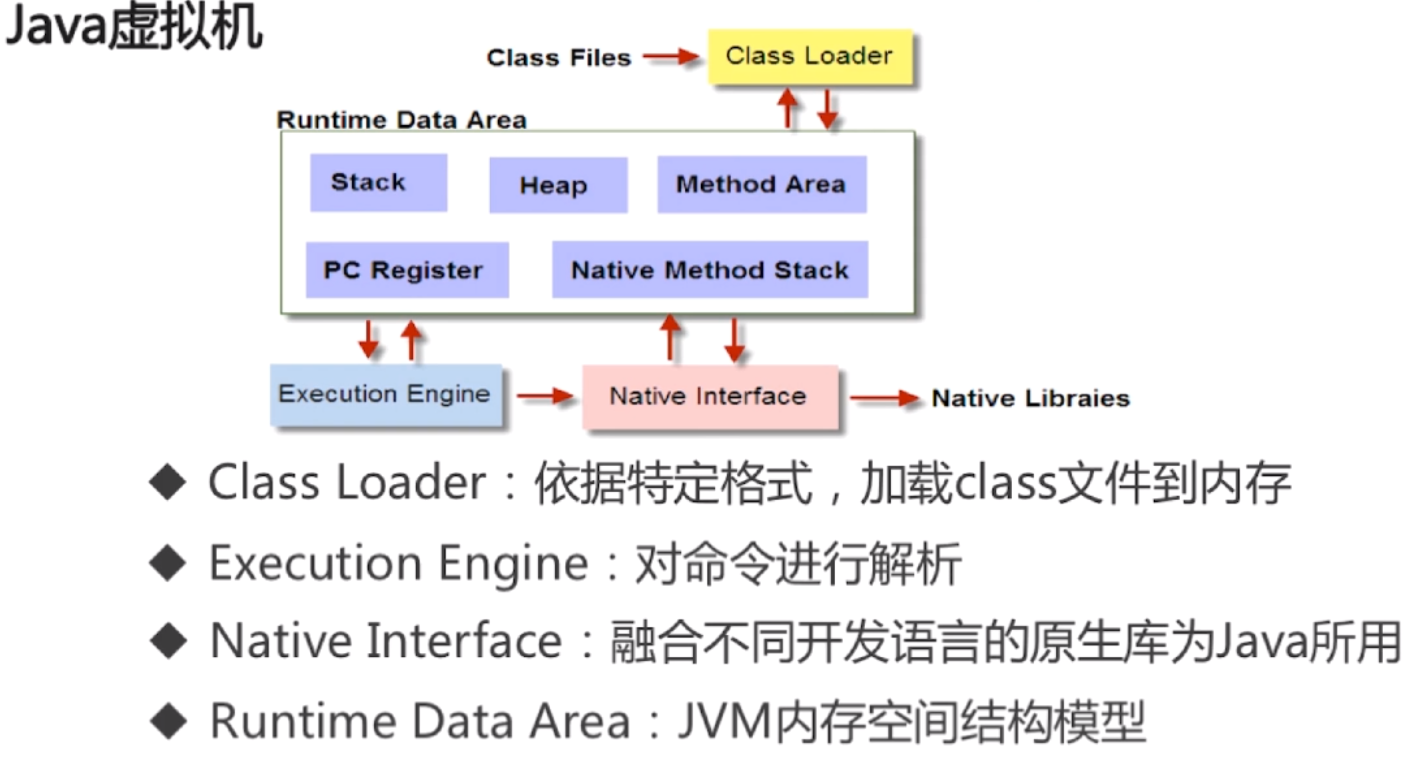 Java虚拟机
Class Files
Class Loader
Runtime Data Area
Stack
Heap
Method Area
PC Register
Native Method Stack
Execution Engine
Native Interface
Native Libraies
◆ Class Loader：依据特定格式，加载class文件到内存
◆ Execution Engine：对命令进行解析
◆ Native Interface：融合不同开发语言的原生库为Java所用
◆ Runtime Data Area：JVM内存空间结构模型